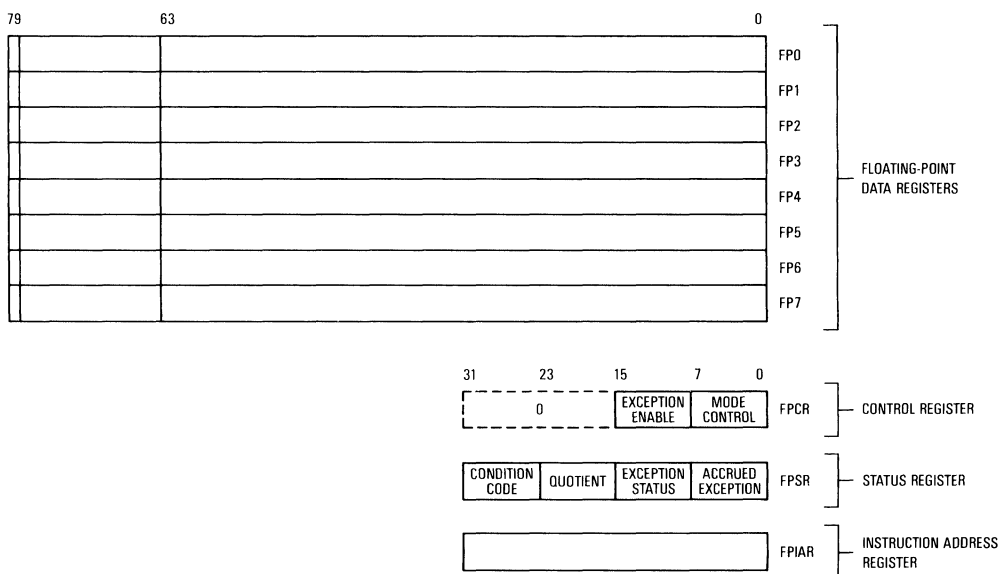 79 63 0
FP0
FP1
FP2
FP3
FP4
FP5
FP6
FP7
FLOATING-POINT
DATA REGISTERS
31 23 15 7 0
0
EXCEPTION
ENABLE
MODE
CONTROL
FPCR
CONTROL REGISTER
CONDITION
CODE
QUOTIENT
EXCEPTION
STATUS
ACCRUED
EXCEPTION
FPSR
STATUS REGISTER
FPIAR
INSTRUCTION ADDRESS
REGISTER